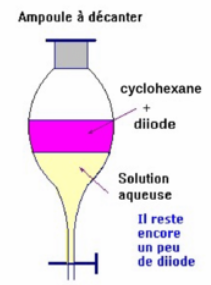 Ampoule à décanter
cyclohexane
+
diiode
Solution
aqueuse
Il reste
encore
un peu
de diiode